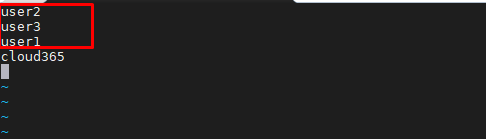 user2
user3
user1
cloud365
~
~
~
~